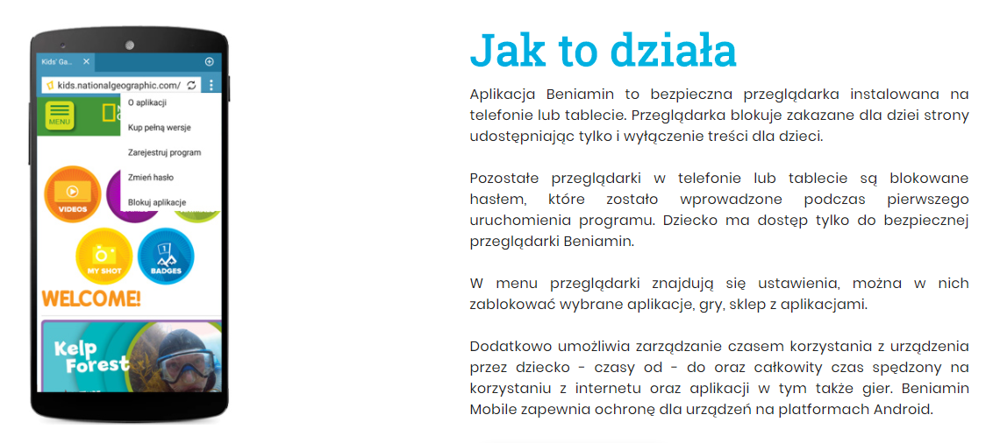 Kids' Ga...
kids.nationalgeographic.com/
MENU
O aplikacji
Kup pełną wersje
Zarejestruj program
Zmień hasło
Blokuj aplikacje
VIDEOS
MY SHOT
BADGES
WELCOME!
Kelp
Forest
Jak to działa
Aplikacja Beniamin to bezpieczna przeglądarka instalowana na
telefonie lub tablecie. Przeglądarka blokuje zakazane dla dziei strony
udostępniając tylko i wyłączenie treści dla dzieci.
Pozostałe przeglądarki w telefonie lub tablecie są blokowane
hasłem, które zostało wprowadzone podczas pierwszego
uruchomienia programu. Dziecko ma dostęp tylko do bezpiecznej
przeglądarki Beniamin.
W menu przeglądarki znajdują się ustawienia, można w nich
zablokować wybrane aplikacje, gry, sklep z aplikacjami.
Dodatkowo umożliwia zarządzanie czasem korzystania z urządzenia
przez dziecko - czasy od - do oraz całkowity czas spędzony na
korzystaniu z internetu oraz aplikacji w tym także gier. Beniamin
Mobile zapewnia ochronę dla urządzeń na platformach Android.